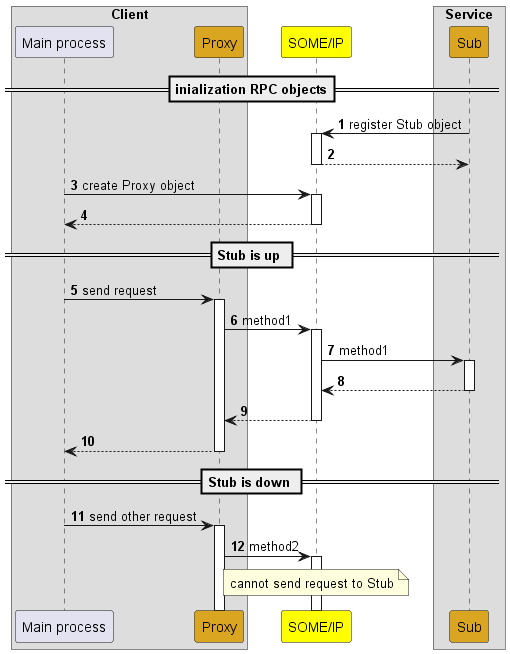 Client
Service
Main process
Proxy
SOME/IP
Sub
inialization RPC objects
1 register Stub object
2
3 create Proxy object
4
Stub is up
5 send request
6 method1
7 method1
8
9
10
Stub is down
11 send other request
12 method2
cannot send request to Stub
Main process
Proxy
SOME/IP
Sub